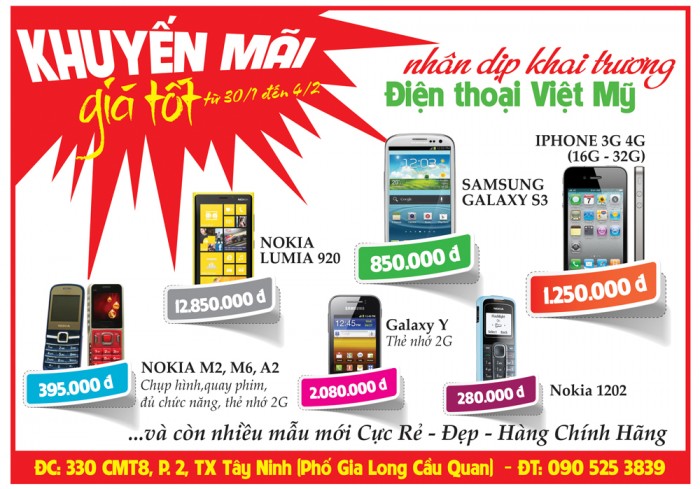 KHUYẾN MÃI
giá tốt từ 30/1 đến 4/2
nhân dịp khai trương
Điện thoại Việt Mỹ
IPHONE 3G 4G
(16G - 32G)
SAMSUNG
GALAXY S3
NOKIA
LUMIA 920
850.000 đ
12.850.000 đ
1.250.000 đ
Galaxy Y
Thẻ nhớ 2G
NOKIA M2, M6, A2
Chụp hình,quay phim,
đủ chức năng, thẻ nhớ 2G
395.000 đ
2.080.000 đ
280.000 đ
Nokia 1202
...và còn nhiều mẫu mới Cực Rẻ - Đẹp - Hàng Chính Hãng
ĐC: 330 CMT8, P. 2, TX Tây Ninh (Phố Gia Long Cầu Quan) - ĐT: 090 525 3839